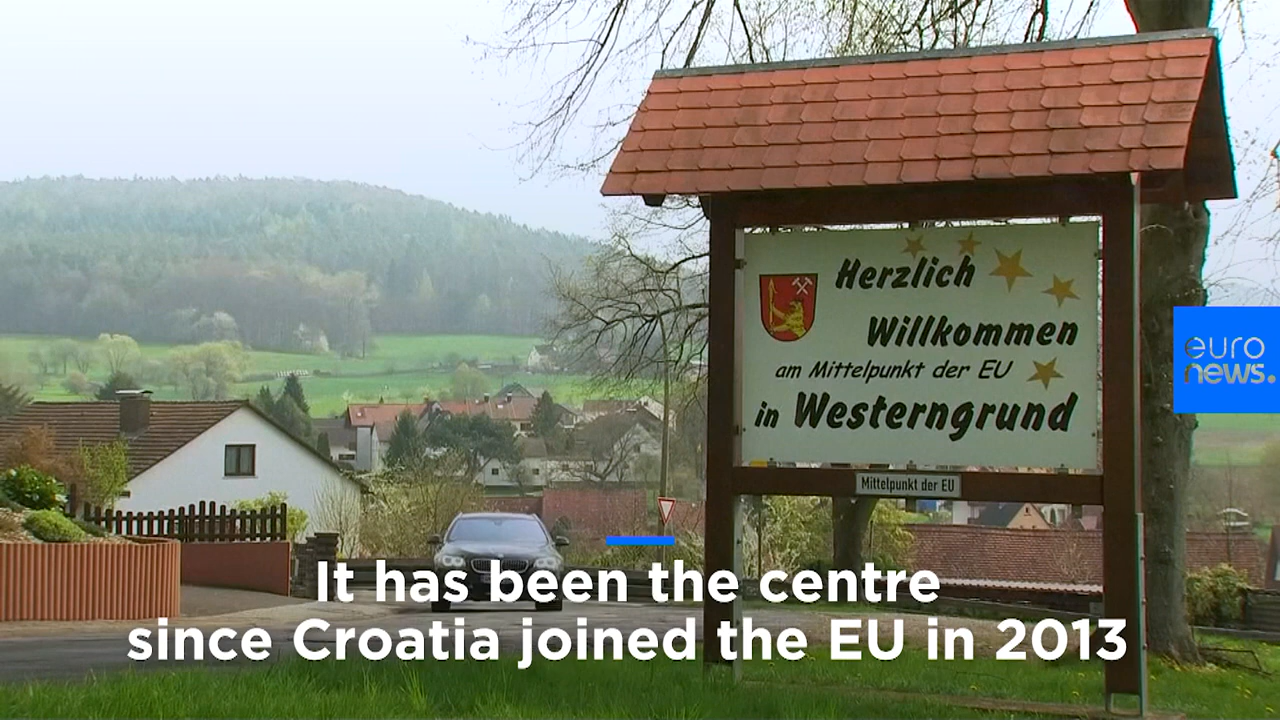 Herzlich
Willkommen
am Mittelpunkt der EU
in Westerngrund
Mittelpunkt der EU
euro
news.
It has been the centre
since Croatia joined the EU in 2013